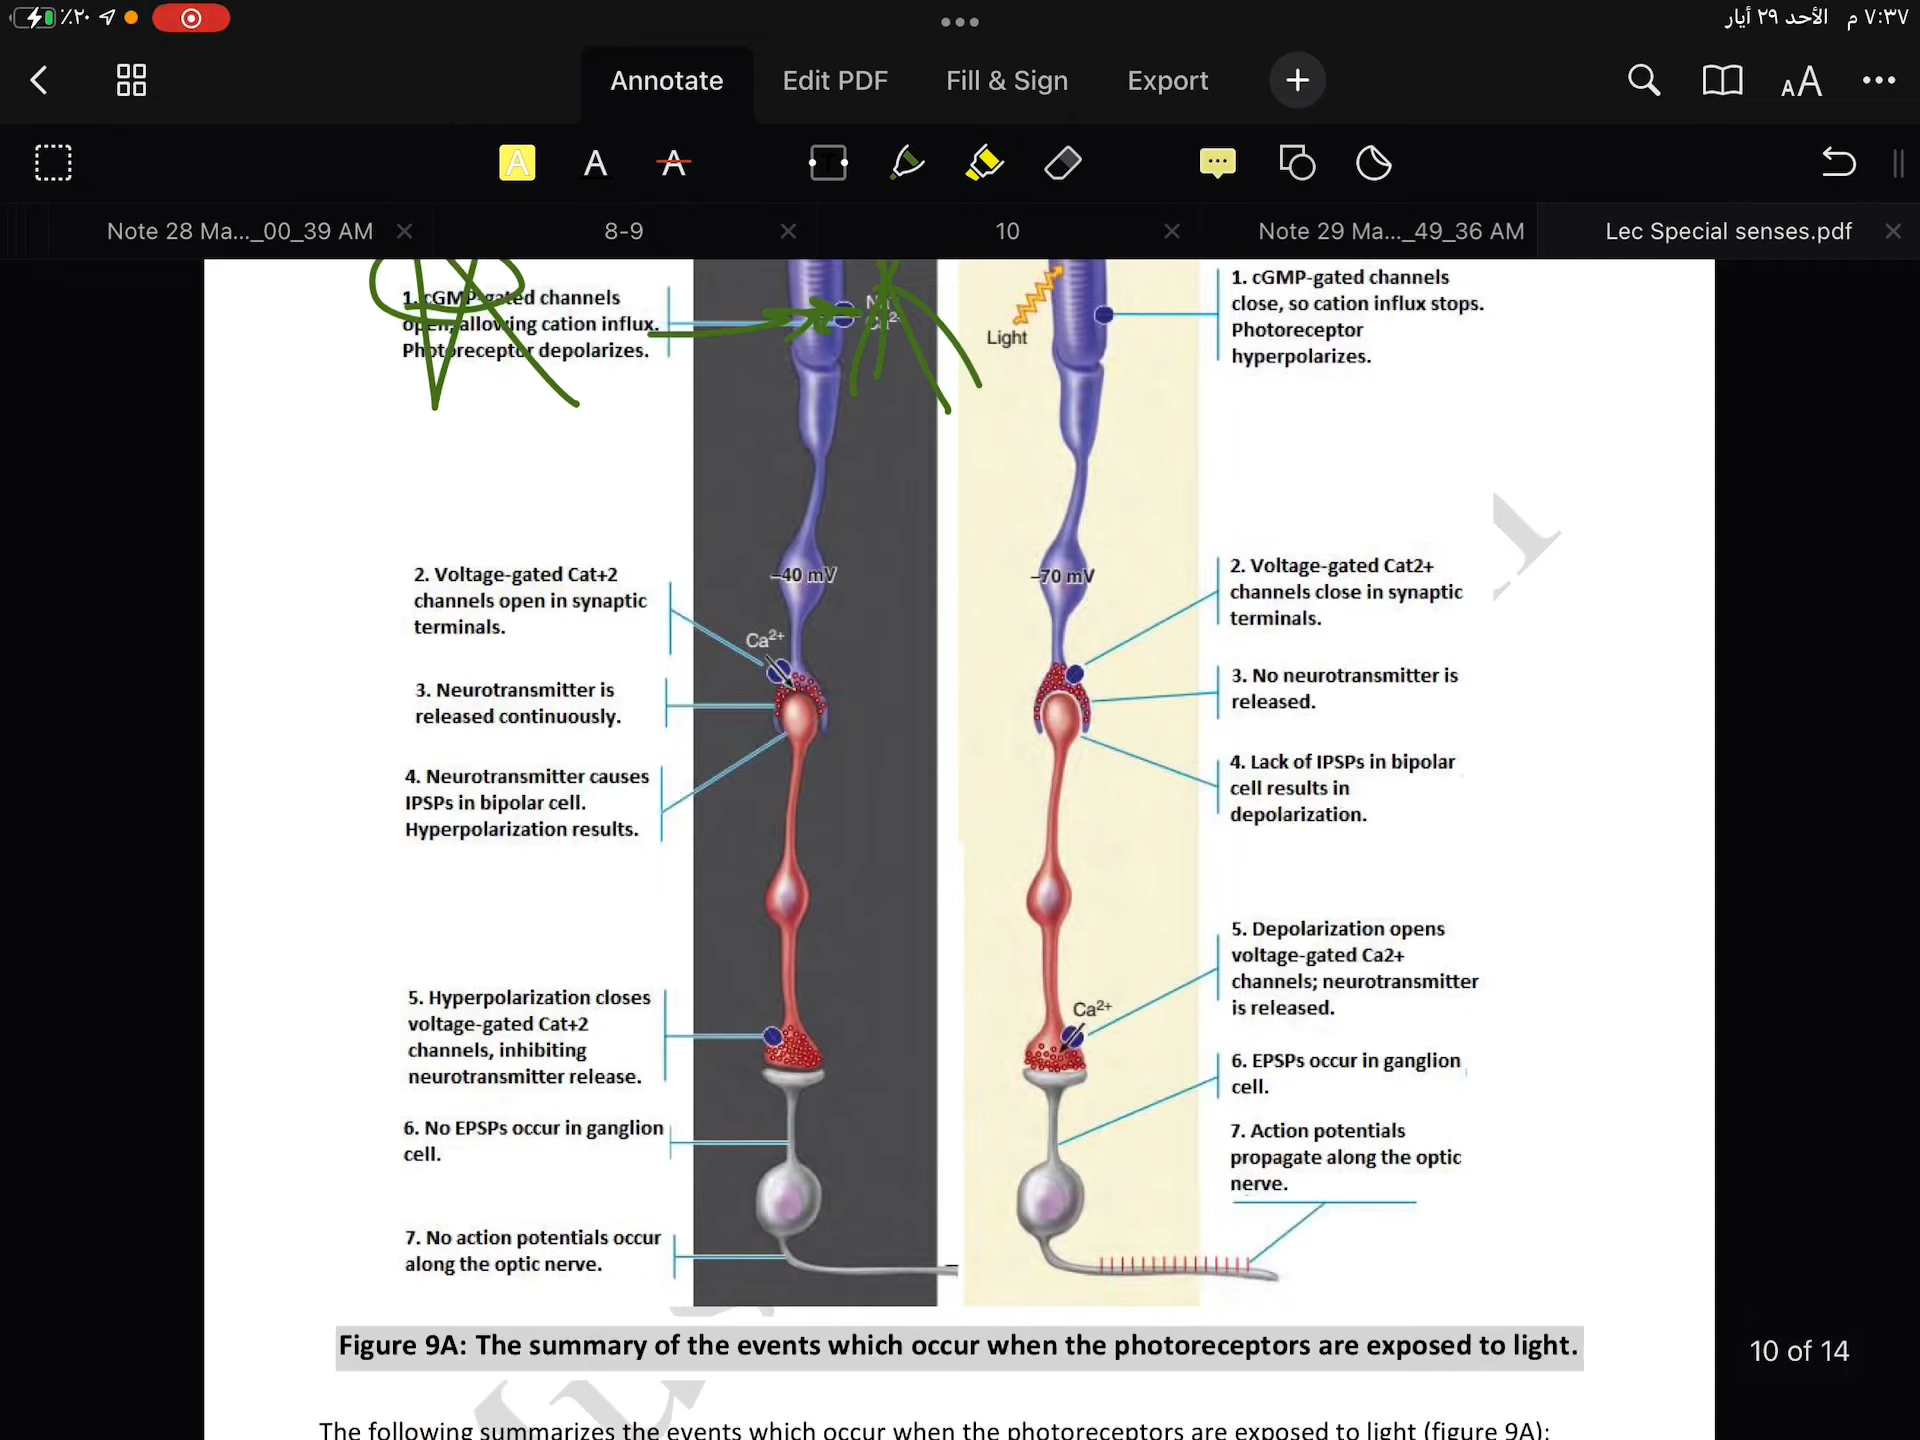 ٪٢٠
٧:٣٧ م الأحد ٢٩ أيار
Annotate
Edit PDF
Fill & Sign
Export
AA
A
A
A
T
Note 28 Ma..._00_39 AM
8-9
10
Note 29 Ma..._49_36 AM
Lec Special senses.pdf
1. cGMP-gated channels
open, allowing cation influx.
Photoreceptor depolarizes.
Light
1. cGMP-gated channels
close, so cation influx stops.
Photoreceptor
hyperpolarizes.
2. Voltage-gated Cat+2
channels open in synaptic
terminals.
–40 mV
Ca2+
3. Neurotransmitter is
released continuously.
4. Neurotransmitter causes
IPSPs in bipolar cell.
Hyperpolarization results.
5. Hyperpolarization closes
voltage-gated Cat+2
channels, inhibiting
neurotransmitter release.
6. No EPSPs occur in ganglion
cell.
7. No action potentials occur
along the optic nerve.
–70 mV
2. Voltage-gated Cat2+
channels close in synaptic
terminals.
3. No neurotransmitter is
released.
4. Lack of IPSPs in bipolar
cell results in
depolarization.
5. Depolarization opens
voltage-gated Ca2+
channels; neurotransmitter
is released.
Ca2+
6. EPSPs occur in ganglion
cell.
7. Action potentials
propagate along the optic
nerve.
Figure 9A: The summary of the events which occur when the photoreceptors are exposed to light.
10 of 14
The following summarizes the events which occur when the photoreceptors are exposed to light (figure 9A):